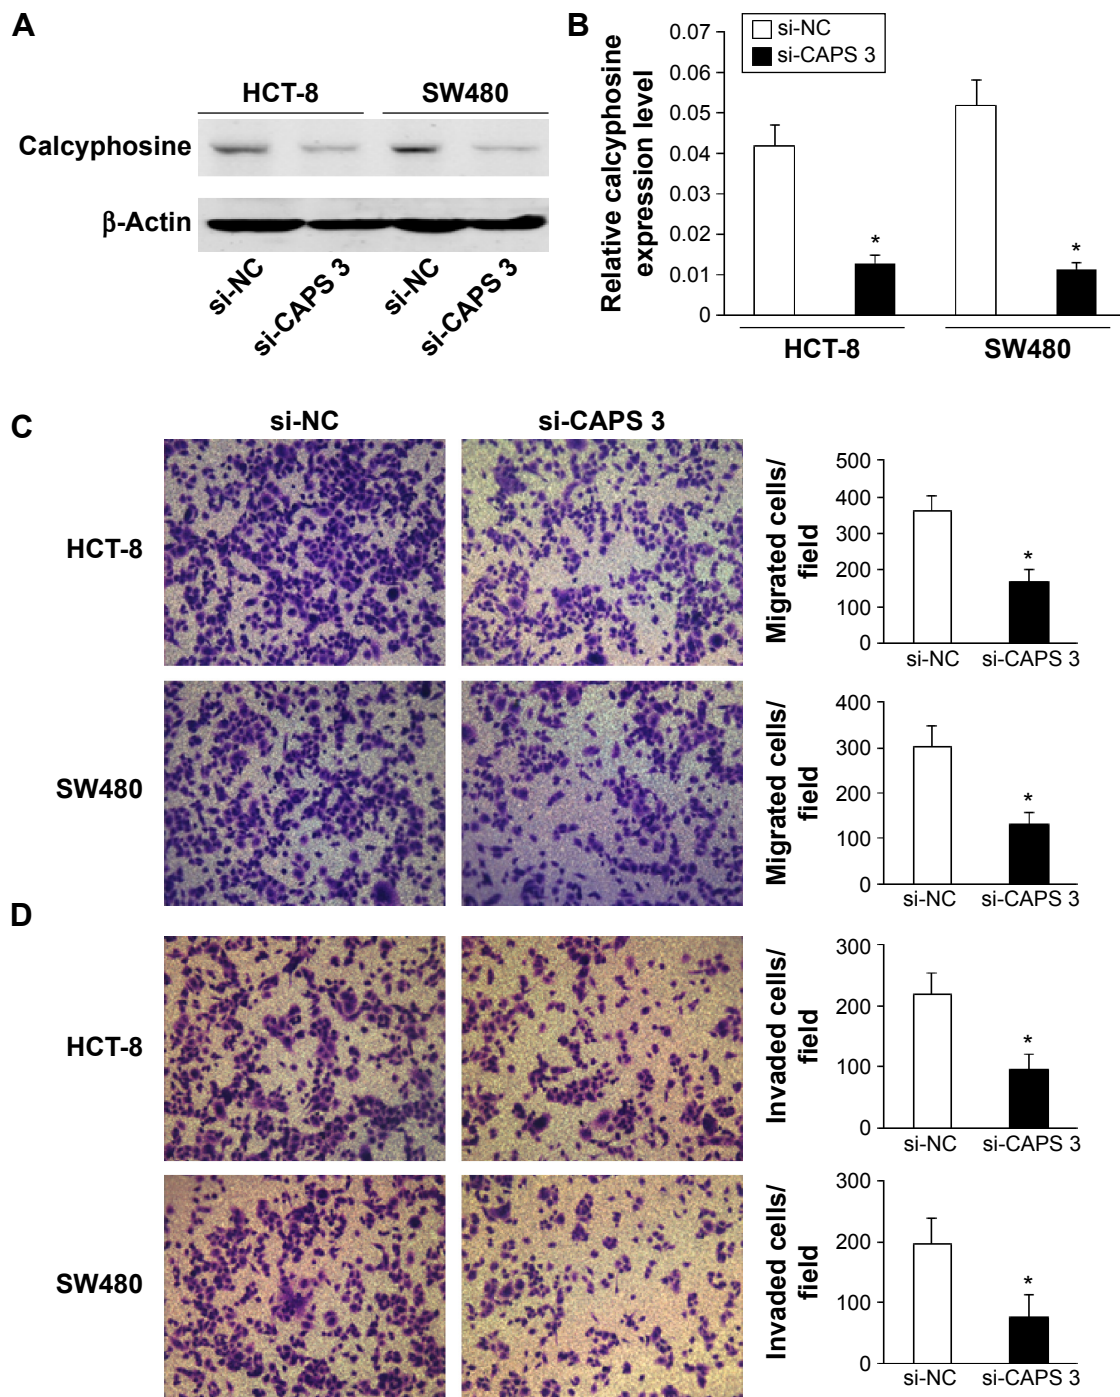 A
HCT-8 SW480
Calcyphosine
β-Actin
si-NC
si-CAPS 3
si-NC
si-CAPS 3
B
si-NC
si-CAPS 3
Relative calcyphosine
expression level
0.07
0.06
0.05
0.04
0.03
0.02
0.01
0
*
*
HCT-8 SW480
C
si-NC si-CAPS 3
HCT-8
Migrated cells/
field
500
400
300
200
100
0
*
si-NC si-CAPS 3
SW480
Migrated cells/
field
400
300
200
100
0
*
si-NC si-CAPS 3
D
HCT-8
Invaded cells/
field
300
200
100
0
*
si-NC si-CAPS 3
SW480
Invaded cells/
field
300
200
100
0
*
si-NC si-CAPS 3